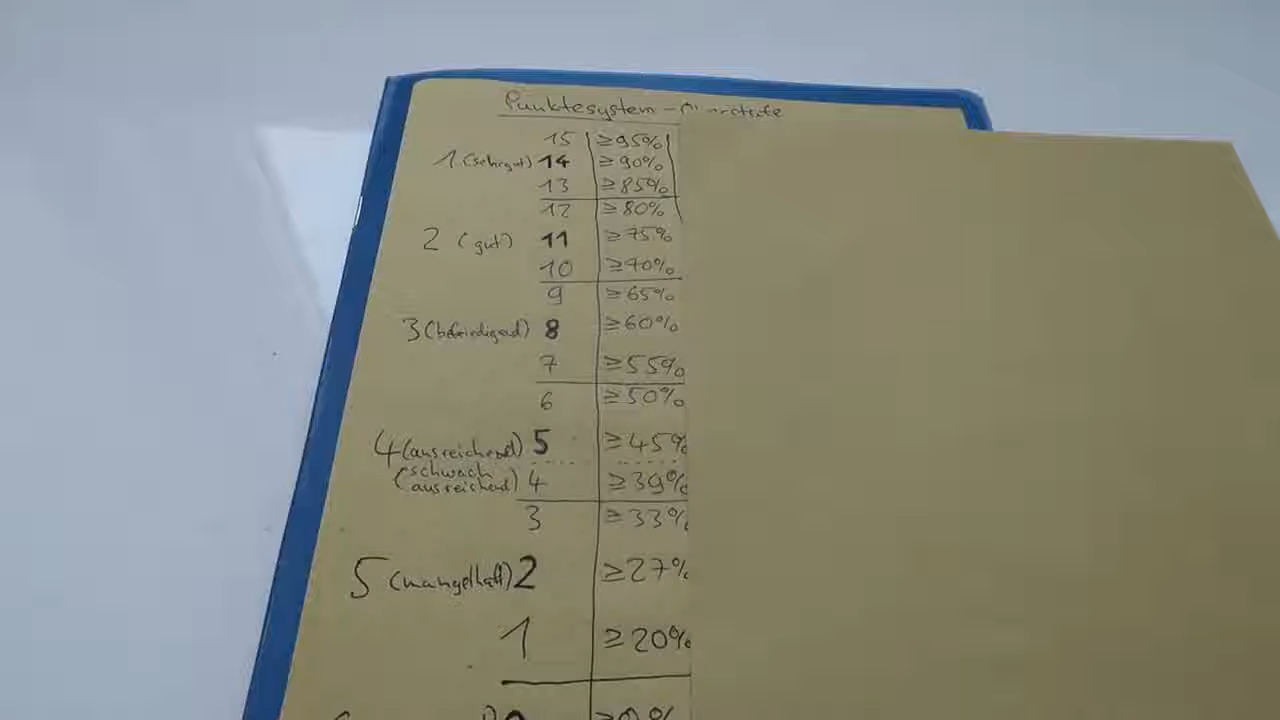 Punktesystem -
15 ≥95%
1 (sehr gut) 14 ≥90%
13 ≥85%
12 ≥80%
2 (gut) 11 ≥75%
10 ≥70%
9 ≥65%
3 (befriedigend) 8 ≥60%
7 ≥55%
6 ≥50%
4 (ausreichend) 5 ≥45%
(schwach
ausreichend) 4 ≥39%
3 ≥33%
5 (mangelhaft) 2 ≥27%
1 ≥20%
0 ≥0%